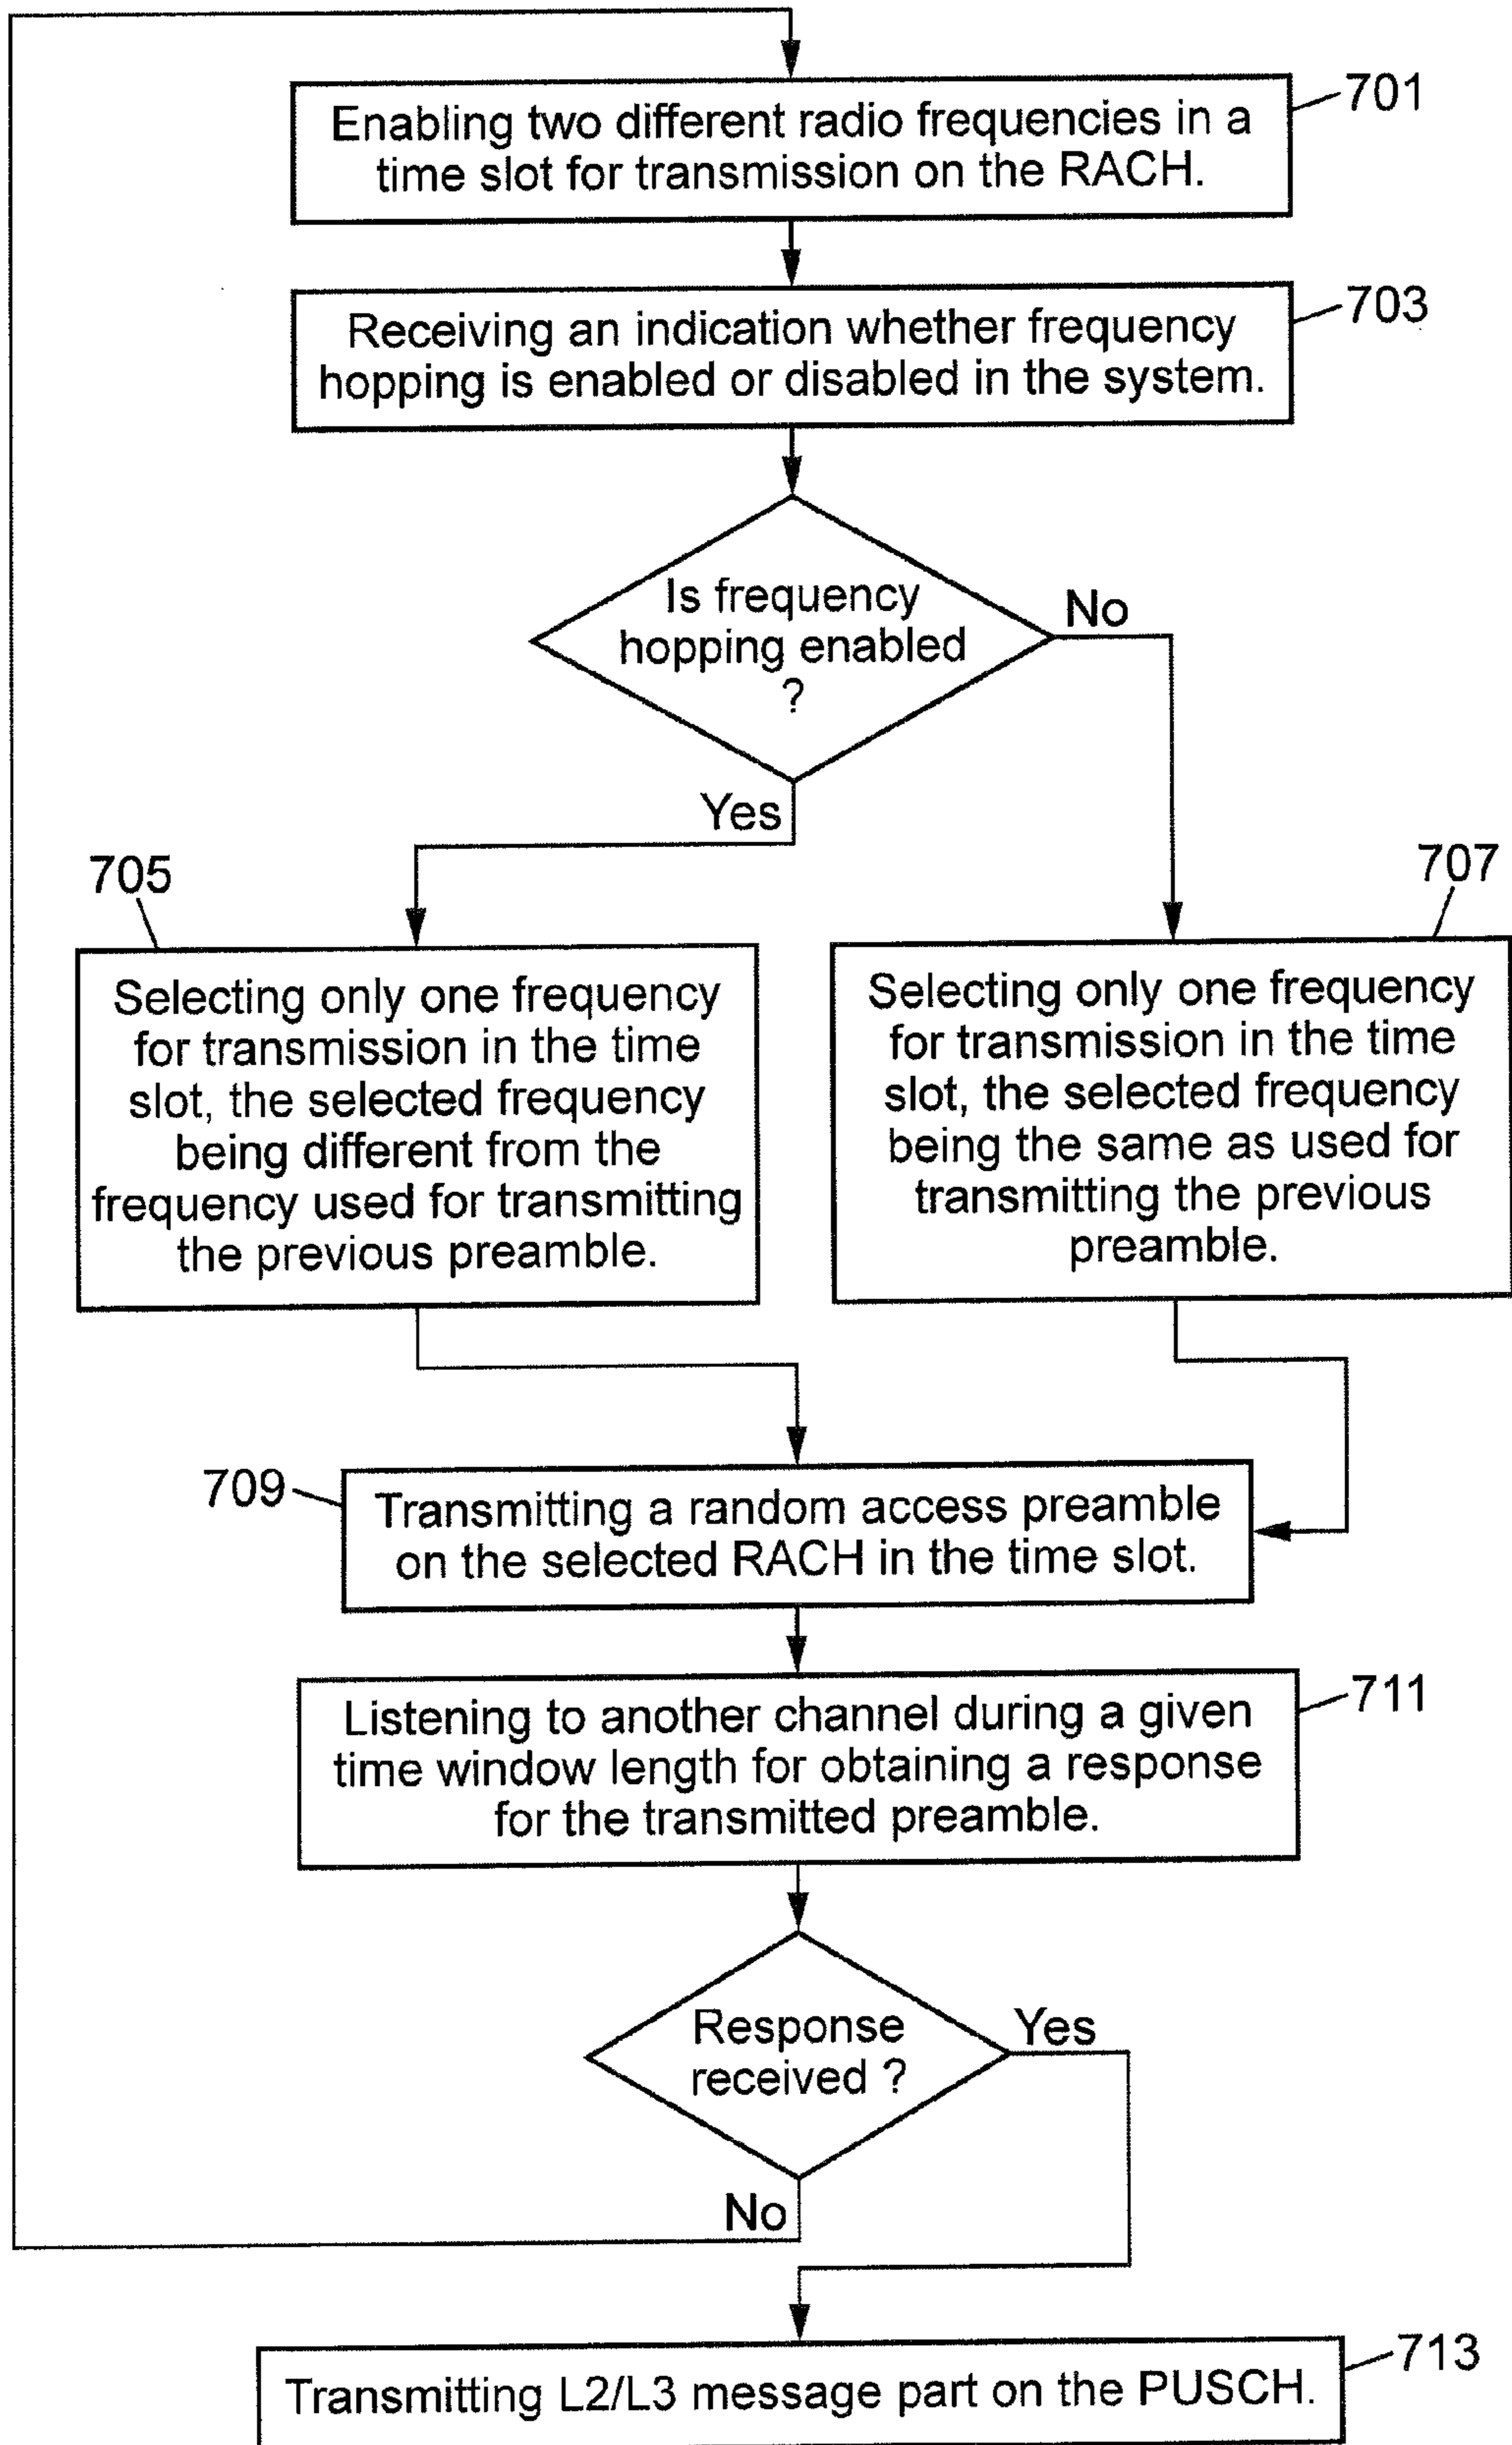 Enabling two different radio frequencies in a
time slot for transmission on the RACH.
701
Receiving an indication whether frequency
hopping is enabled or disabled in the system.
703
Is frequency
hopping enabled
?
No
Yes
705
Selecting only one frequency
for transmission in the time
slot, the selected frequency
being different from the
frequency used for transmitting
the previous preamble.
707
Selecting only one frequency
for transmission in the time
slot, the selected frequency
being the same as used for
transmitting the previous
preamble.
709
Transmitting a random access preamble
on the selected RACH in the time slot.
Listening to another channel during a given
time window length for obtaining a response
for the transmitted preamble.
711
Response
received ?
Yes
No
Transmitting L2/L3 message part on the PUSCH.
713